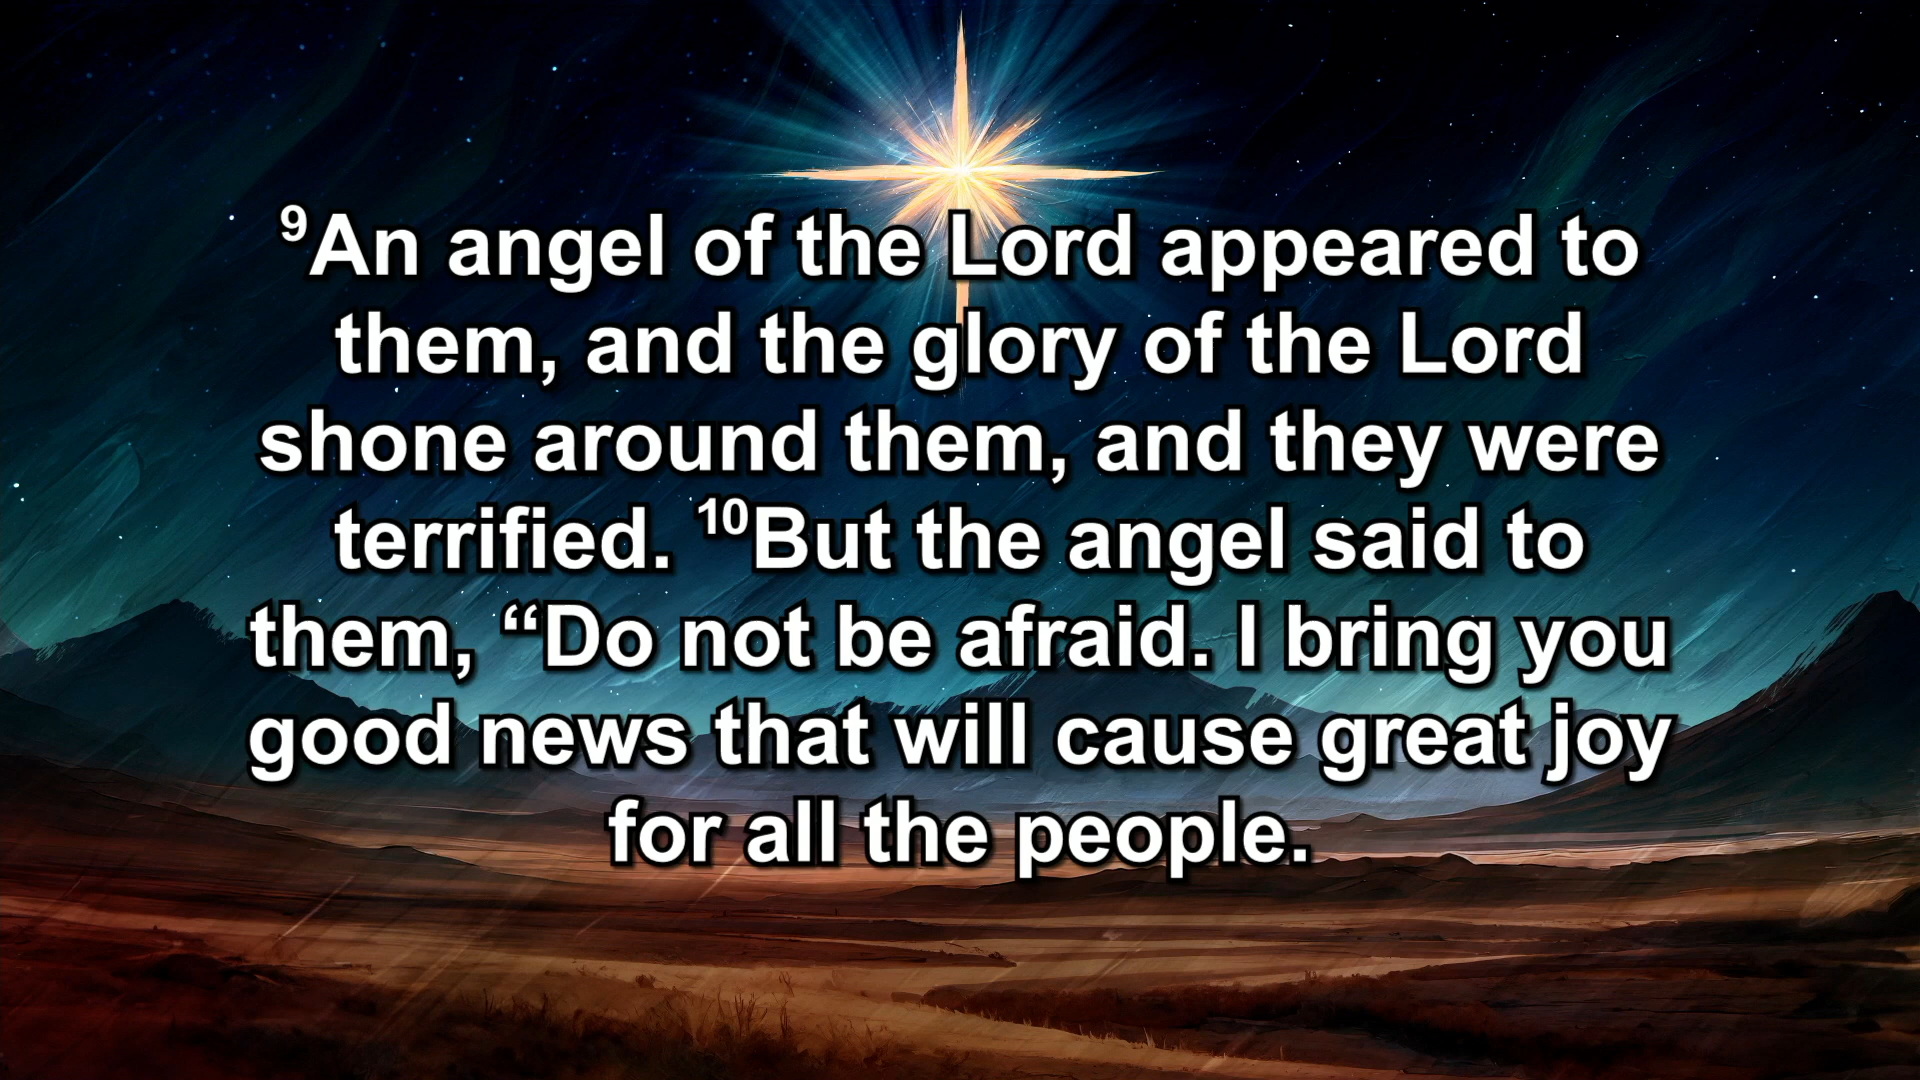 ⁹An angel of the Lord appeared to
them, and the glory of the Lord
shone around them, and they were
terrified. ¹⁰But the angel said to
them, “Do not be afraid. I bring you
good news that will cause great joy
for all the people.